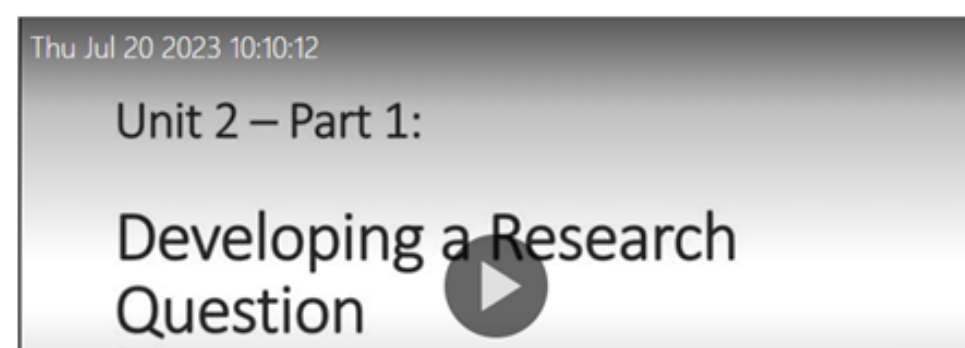 Thu Jul 20 2023 10:10:12
Unit 2 – Part 1:
Developing a Research
Question